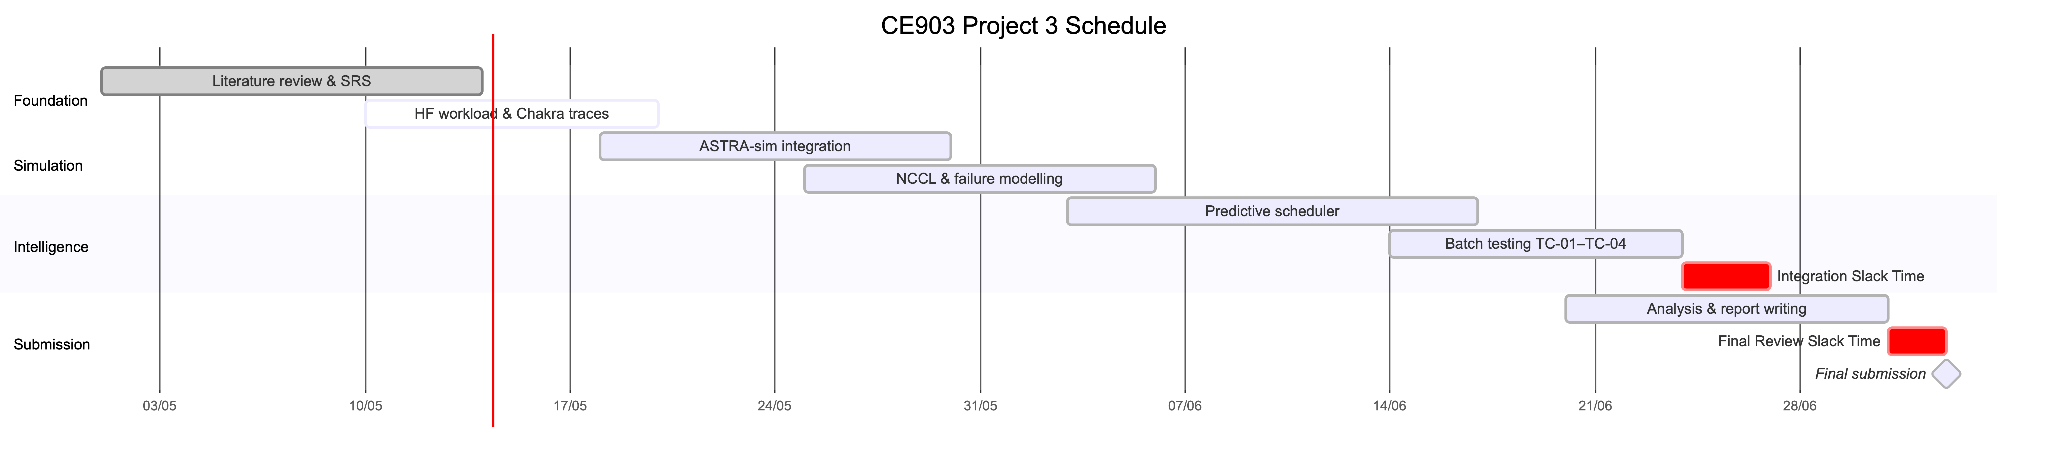 CE903 Project 3 Schedule
Literature review & SRS
Foundation
HF workload & Chakra traces
ASTRA-sim integration
Simulation
NCCL & failure modelling
Predictive scheduler
Intelligence
Batch testing TC-01–TC-04
Integration Slack Time
Analysis & report writing
Submission
Final Review Slack Time
Final submission
03/05 10/05 17/05 24/05 31/05 07/06 14/06 21/06 28/06